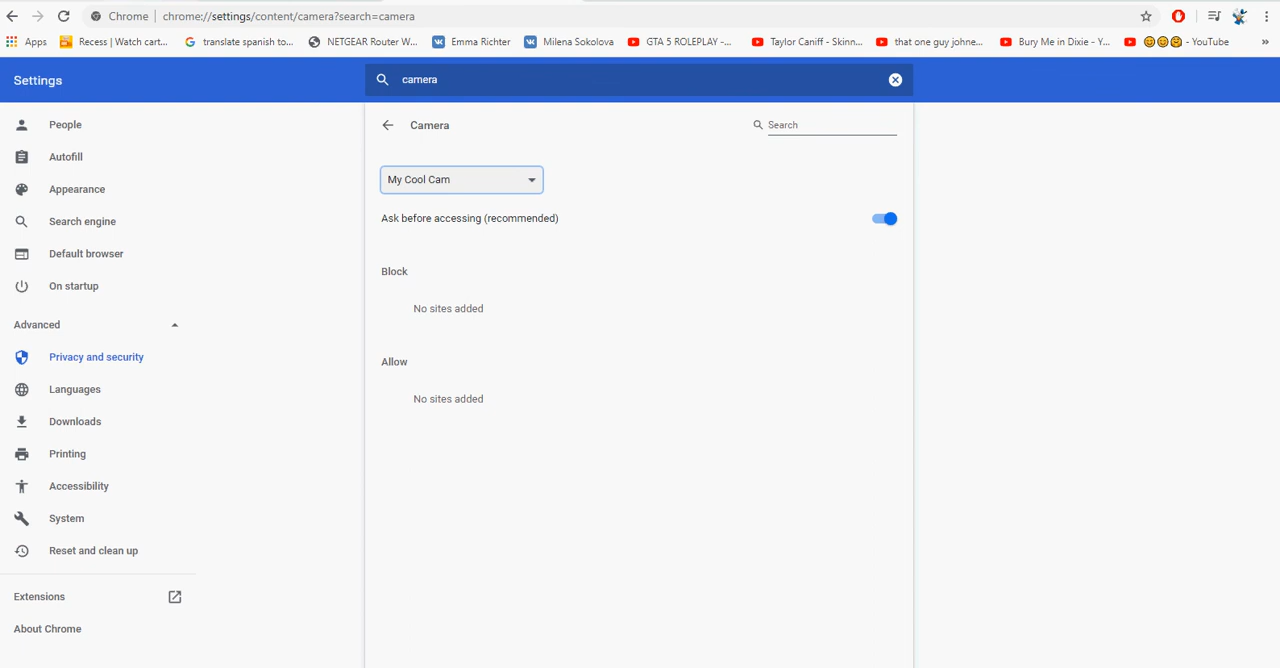 Chrome | chrome://settings/content/camera?search=camera
Apps Recess | Watch cart... translate spanish to... NETGEAR Router W... Emma Richter Milena Sokolova GTA 5 ROLEPLAY -... Taylor Caniff - Skinn... that one guy johne... Bury Me in Dixie - Y... 😊😊😊 - YouTube »
Settings
camera
People
Autofill
Appearance
Search engine
Default browser
On startup
Advanced
Privacy and security
Languages
Downloads
Printing
Accessibility
System
Reset and clean up
Extensions
About Chrome
Camera
Search
My Cool Cam
Ask before accessing (recommended)
Block
No sites added
Allow
No sites added